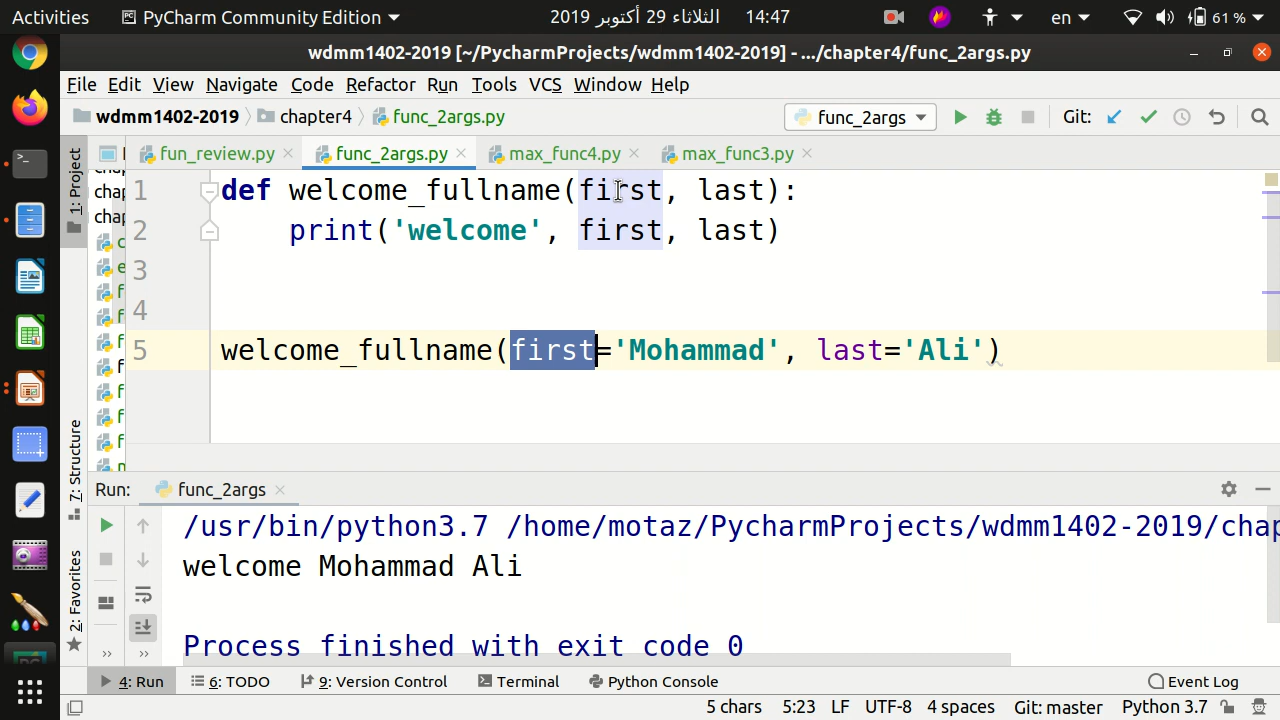 Activities PyCharm Community Edition الثلاثاء 29 أكتوبر 2019 14:47 en 61 %
wdmm1402-2019 [~/PycharmProjects/wdmm1402-2019] - .../chapter4/func_2args.py
File Edit View Navigate Code Refactor Run Tools VCS Window Help
wdmm1402-2019 chapter4 func_2args.py func_2args Git:
1: Project
fun_review.py func_2args.py max_func4.py max_func3.py
1 def welcome_fullname(first, last):
2 print('welcome', first, last)
3
4
5 welcome_fullname(first='Mohammad', last='Ali')
chap
chap
7: Structure
2: Favorites
Run: func_2args
/usr/bin/python3.7 /home/motaz/PycharmProjects/wdmm1402-2019/chap
welcome Mohammad Ali
Process finished with exit code 0
4: Run 6: TODO 9: Version Control Terminal Python Console Event Log
5 chars 5:23 LF UTF-8 4 spaces Git: master Python 3.7